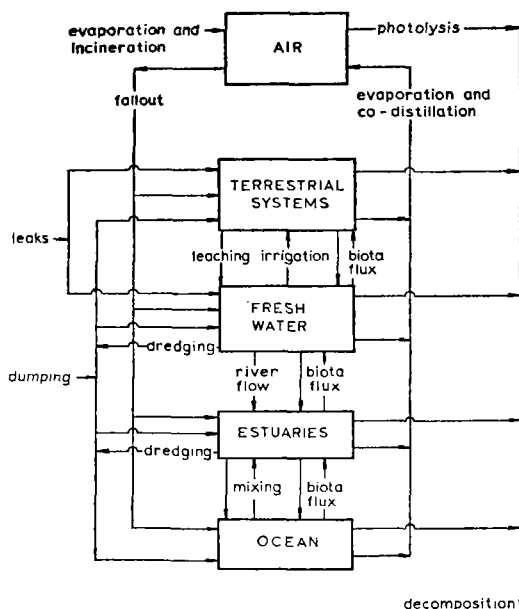 evaporation and
Incineration
AIR
photolysis
fallout
evaporation and
co-distillation
TERRESTRIAL
SYSTEMS
leaks
leaching irrigation biota
flux
FRESH
WATER
dredging
dumping
river
flow
biota
flux
ESTUARIES
dredging
mixing
biota
flux
OCEAN
decomposition